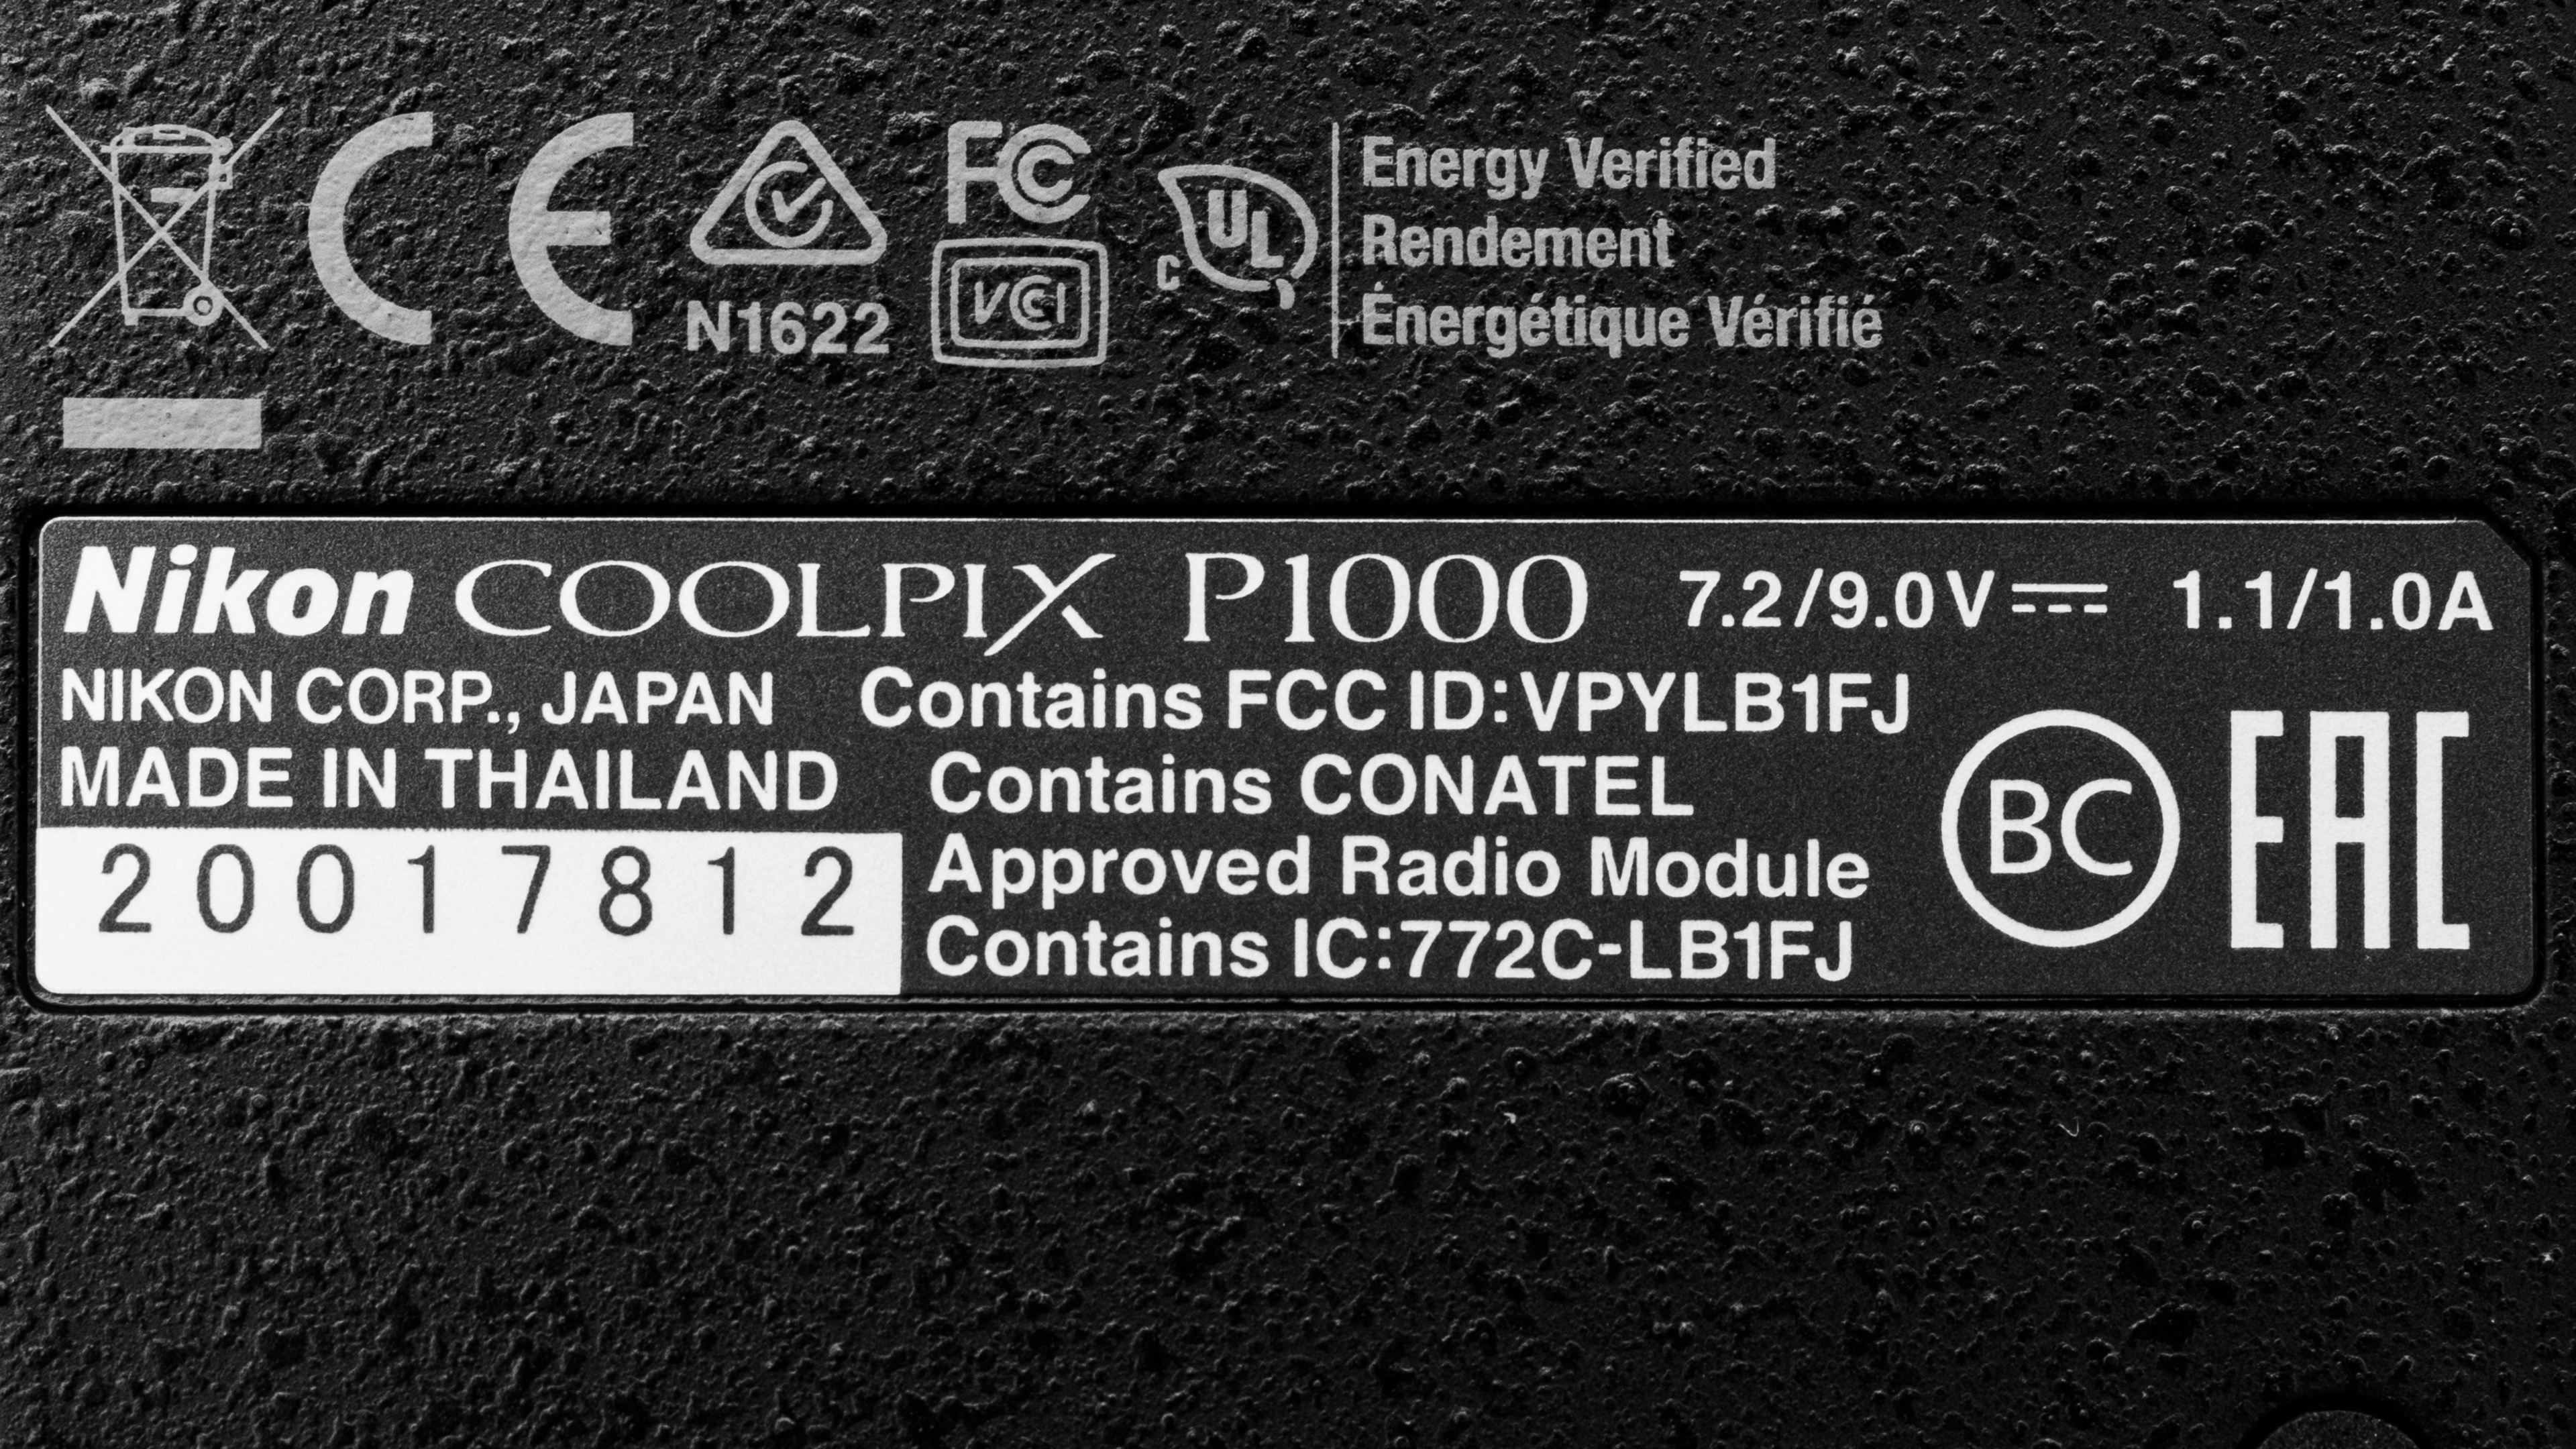 CE
N1622
FC
VCCI
C UL
Energy Verified
Rendement
Énergétique Vérifié
Nikon COOLPIX P1000 7.2/9.0V⎓ 1.1/1.0A
NIKON CORP., JAPAN Contains FCC ID:VPYLB1FJ
MADE IN THAILAND Contains CONATEL
Approved Radio Module
20017812
Contains IC:772C-LB1FJ
BC
EAC